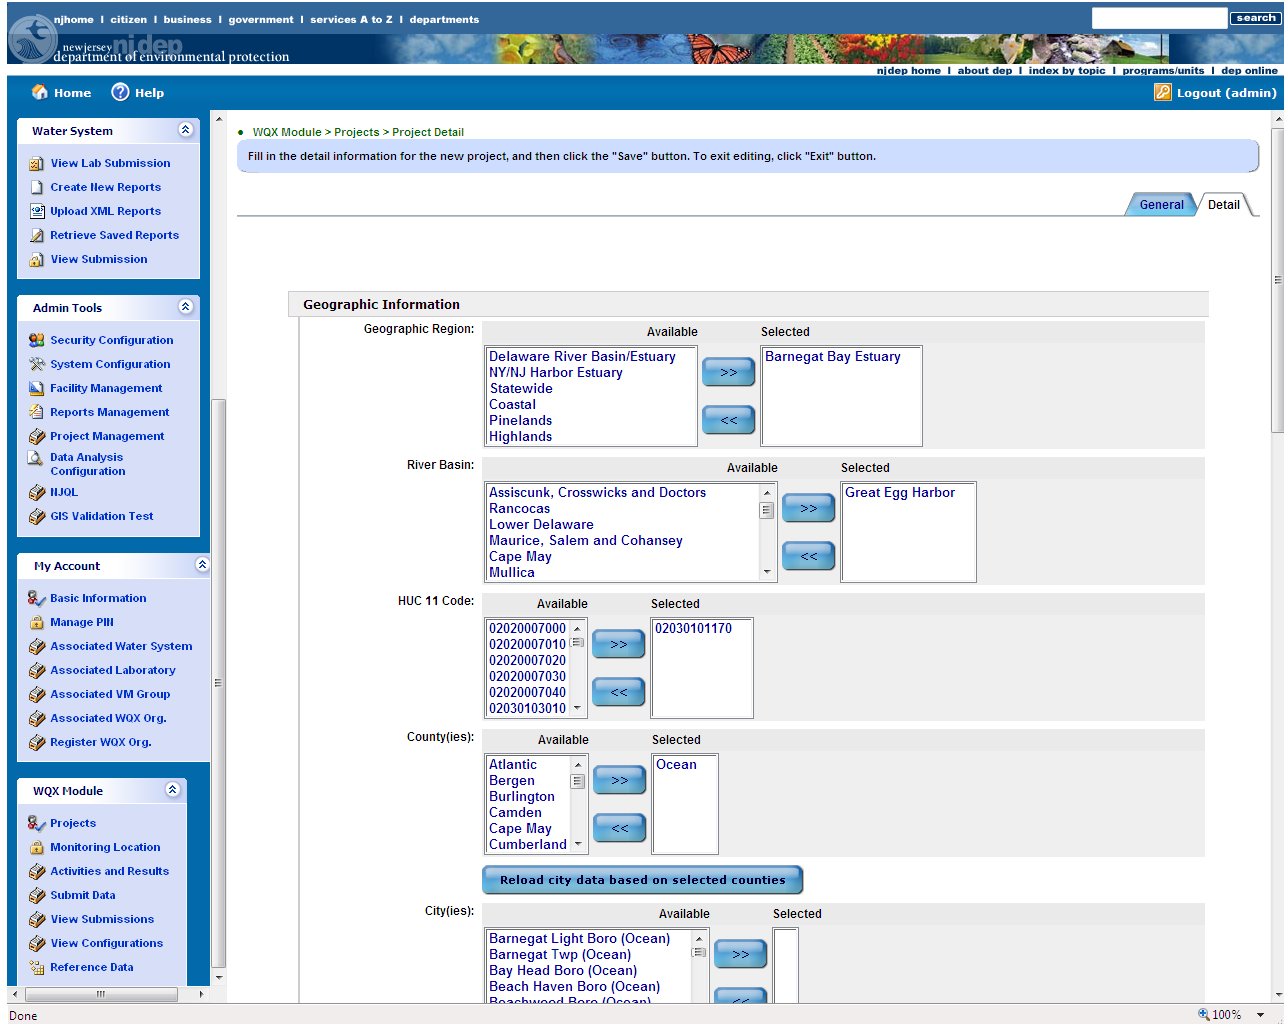 njhome | citizen | business | government | services A to Z | departments
search
newjersey njdep
department of environmental protection
njdep home | about dep | index by topic | programs/units | dep online
Home Help Logout (admin)
Water System
View Lab Submission
Create New Reports
Upload XML Reports
Retrieve Saved Reports
View Submission
Admin Tools
Security Configuration
System Configuration
Facility Management
Reports Management
Project Management
Data Analysis
Configuration
NJQL
GIS Validation Test
My Account
Basic Information
Manage PIN
Associated Water System
Associated Laboratory
Associated VM Group
Associated WQX Org.
Register WQX Org.
WQX Module
Projects
Monitoring Location
Activities and Results
Submit Data
View Submissions
View Configurations
Reference Data
WQX Module > Projects > Project Detail
Fill in the detail information for the new project, and then click the "Save" button. To exit editing, click "Exit" button.
General Detail
Geographic Information
Geographic Region: Available Selected
Delaware River Basin/Estuary
NY/NJ Harbor Estuary
Statewide
Coastal
Pinelands
Highlands
>>
<<
Barnegat Bay Estuary
River Basin: Available Selected
Assiscunk, Crosswicks and Doctors
Rancocas
Lower Delaware
Maurice, Salem and Cohansey
Cape May
Mullica
>>
<<
Great Egg Harbor
HUC 11 Code: Available Selected
02020007000
02020007010
02020007020
02020007030
02020007040
02030103010
>>
<<
02030101170
County(ies): Available Selected
Atlantic
Bergen
Burlington
Camden
Cape May
Cumberland
>>
<<
Ocean
Reload city data based on selected counties
City(ies): Available Selected
Barnegat Light Boro (Ocean)
Barnegat Twp (Ocean)
Bay Head Boro (Ocean)
Beach Haven Boro (Ocean)
Beachwood Boro (Ocean)
>>
<<
Done 100%